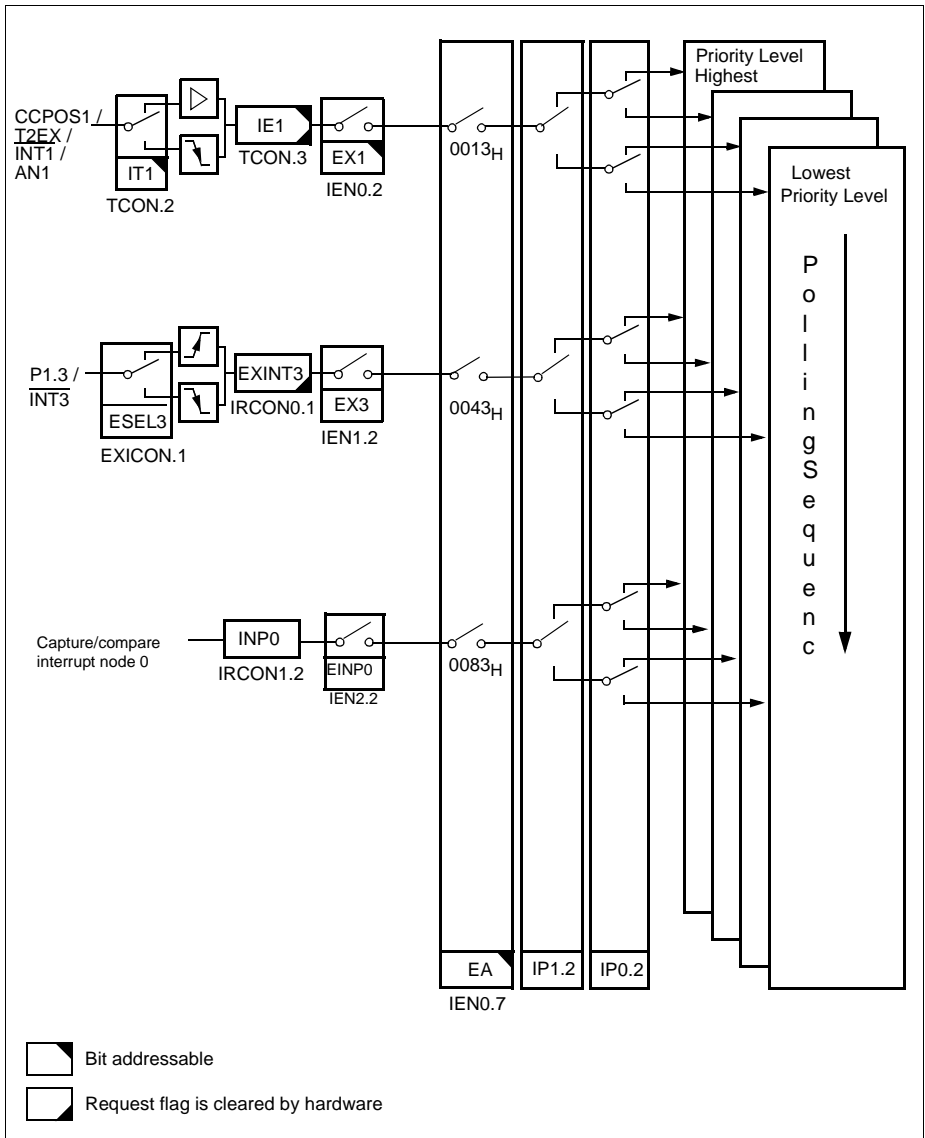 Priority Level
Highest
CCPOS1 /
T2EX /
INT1 /
AN1
IE1
IT1
EX1
TCON.3
TCON.2
IEN0.2
0013H
Lowest
Priority Level
P1.3 /
INT3
EXINT3
IRCON0.1
ESEL3
EX3
EXICON.1
IEN1.2
0043H
Polling Sequenc
Capture/compare
interrupt node 0
INP0
IRCON1.2
EINP0
IEN2.2
0083H
EA
IP1.2
IP0.2
IEN0.7
Bit addressable
Request flag is cleared by hardware